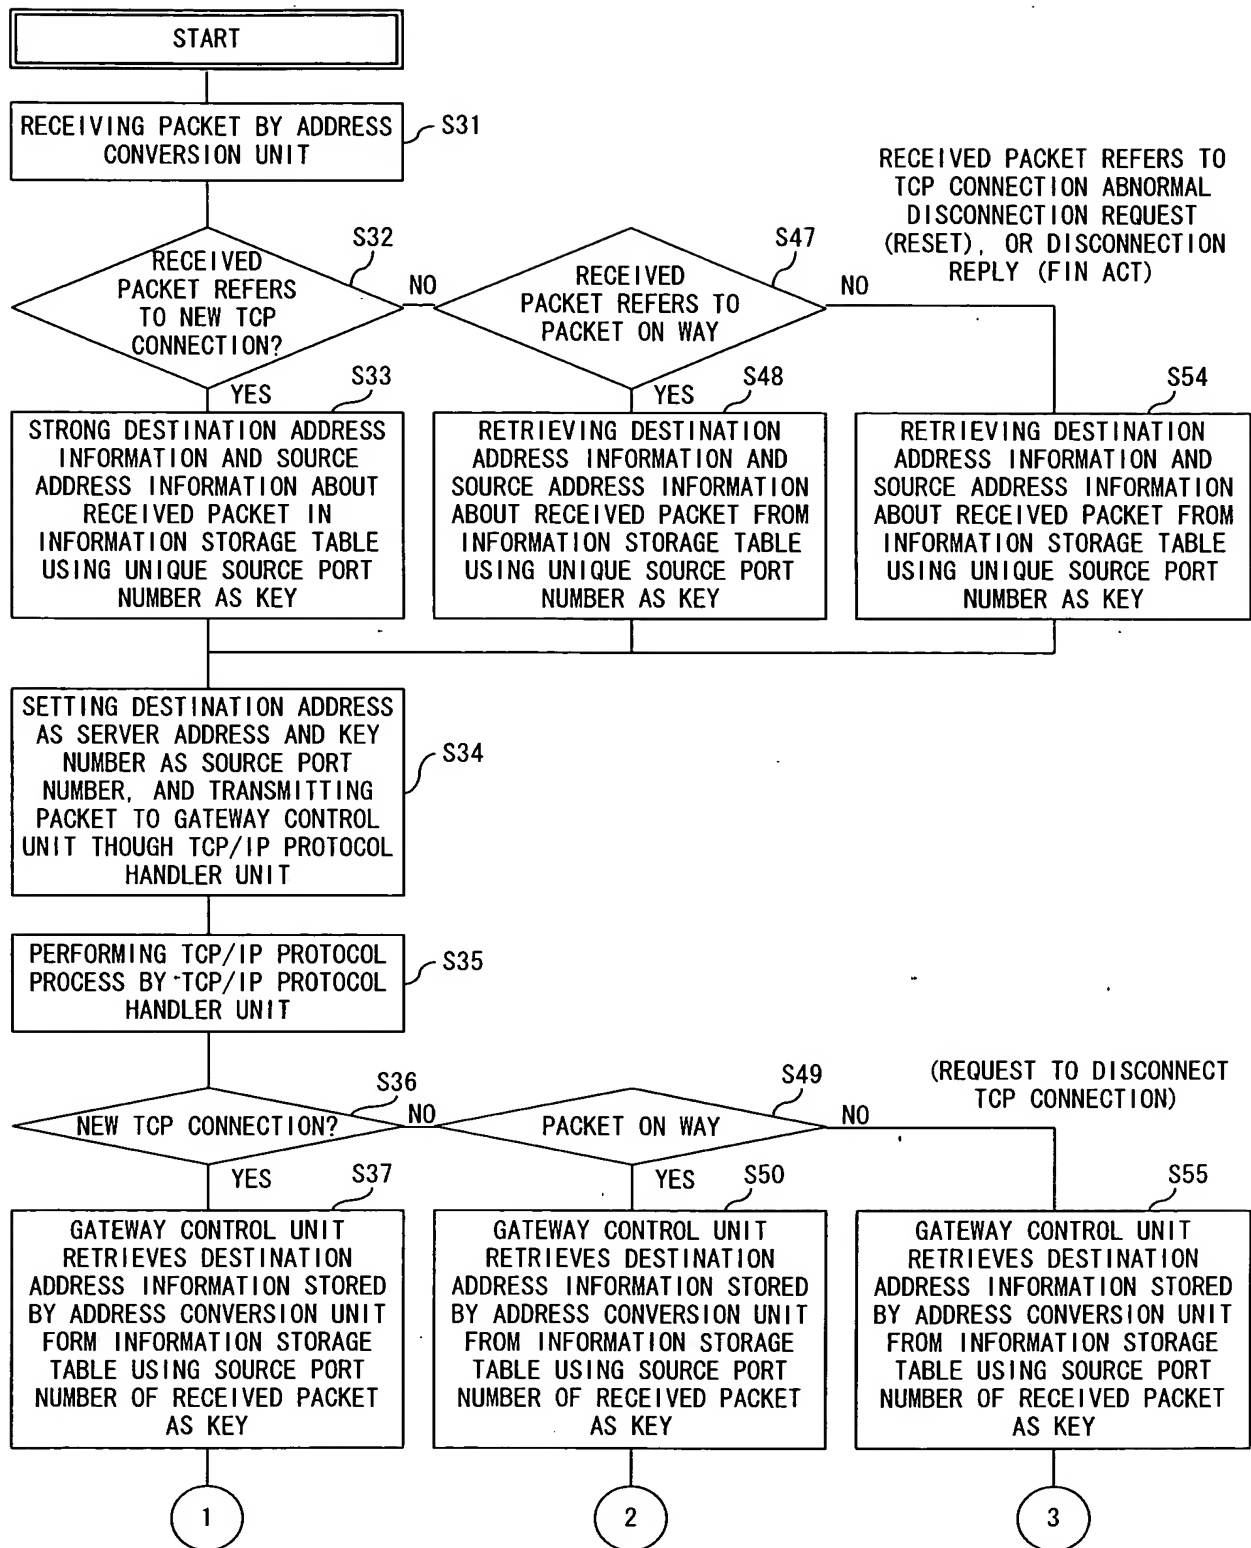 START
RECEIVING PACKET BY ADDRESS
CONVERSION UNIT
S31
RECEIVED PACKET REFERS TO
TCP CONNECTION ABNORMAL
DISCONNECTION REQUEST
(RESET), OR DISCONNECTION
REPLY (FIN ACT)
S32
RECEIVED
PACKET REFERS
TO NEW TCP
CONNECTION?
NO
YES
S47
RECEIVED
PACKET REFERS TO
PACKET ON WAY
NO
YES
S33
STRONG DESTINATION ADDRESS
INFORMATION AND SOURCE
ADDRESS INFORMATION ABOUT
RECEIVED PACKET IN
INFORMATION STORAGE TABLE
USING UNIQUE SOURCE PORT
NUMBER AS KEY
S48
RETRIEVING DESTINATION
ADDRESS INFORMATION AND
SOURCE ADDRESS INFORMATION
ABOUT RECEIVED PACKET FROM
INFORMATION STORAGE TABLE
USING UNIQUE SOURCE PORT
NUMBER AS KEY
S54
RETRIEVING DESTINATION
ADDRESS INFORMATION AND
SOURCE ADDRESS INFORMATION
ABOUT RECEIVED PACKET FROM
INFORMATION STORAGE TABLE
USING UNIQUE SOURCE PORT
NUMBER AS KEY
SETTING DESTINATION ADDRESS
AS SERVER ADDRESS AND KEY
NUMBER AS SOURCE PORT
NUMBER, AND TRANSMITTING
PACKET TO GATEWAY CONTROL
UNIT THOUGH TCP/IP PROTOCOL
HANDLER UNIT
S34
PERFORMING TCP/IP PROTOCOL
PROCESS BY TCP/IP PROTOCOL
HANDLER UNIT
S35
S36
NEW TCP CONNECTION?
NO
YES
S49
PACKET ON WAY
NO
YES
(REQUEST TO DISCONNECT
TCP CONNECTION)
S37
GATEWAY CONTROL UNIT
RETRIEVES DESTINATION
ADDRESS INFORMATION STORED
BY ADDRESS CONVERSION UNIT
FORM INFORMATION STORAGE
TABLE USING SOURCE PORT
NUMBER OF RECEIVED PACKET
AS KEY
S50
GATEWAY CONTROL UNIT
RETRIEVES DESTINATION
ADDRESS INFORMATION STORED
BY ADDRESS CONVERSION UNIT
FROM INFORMATION STORAGE
TABLE USING SOURCE PORT
NUMBER OF RECEIVED PACKET
AS KEY
S55
GATEWAY CONTROL UNIT
RETRIEVES DESTINATION
ADDRESS INFORMATION STORED
BY ADDRESS CONVERSION UNIT
FROM INFORMATION STORAGE
TABLE USING SOURCE PORT
NUMBER OF RECEIVED PACKET
AS KEY
1
2
3